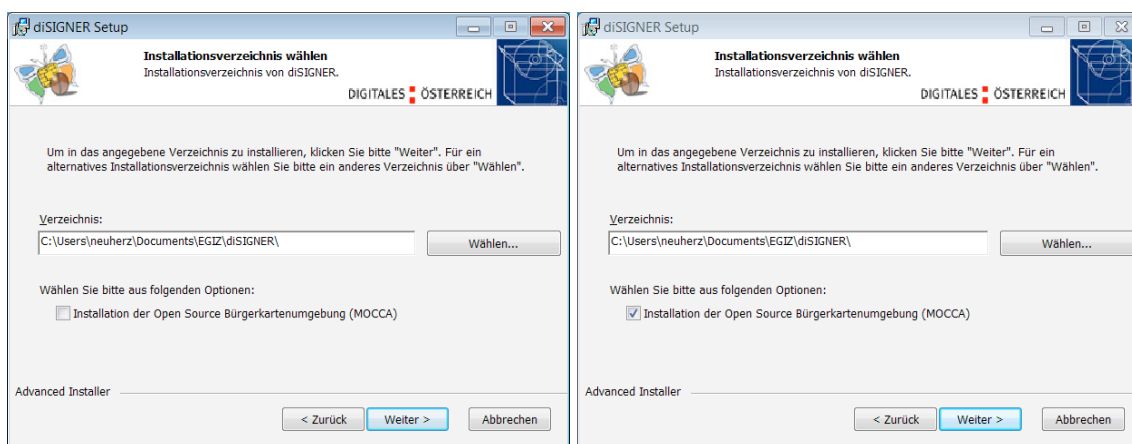 diSIGNER Setup
Installationsverzeichnis wählen
Installationsverzeichnis von diSIGNER.
DIGITALES ÖSTERREICH
Um in das angegebene Verzeichnis zu installieren, klicken Sie bitte "Weiter". Für ein
alternatives Installationsverzeichnis wählen Sie bitte ein anderes Verzeichnis über "Wählen".
Verzeichnis:
C:\Users\neuherz\Documents\EGIZ\diSIGNER\
Wählen...
Wählen Sie bitte aus folgenden Optionen:
Installation der Open Source Bürgerkartenumgebung (MOCCA)
Advanced Installer
< Zurück
Weiter >
Abbrechen
diSIGNER Setup
Installationsverzeichnis wählen
Installationsverzeichnis von diSIGNER.
DIGITALES ÖSTERREICH
Um in das angegebene Verzeichnis zu installieren, klicken Sie bitte "Weiter". Für ein
alternatives Installationsverzeichnis wählen Sie bitte ein anderes Verzeichnis über "Wählen".
Verzeichnis:
C:\Users\neuherz\Documents\EGIZ\diSIGNER\
Wählen...
Wählen Sie bitte aus folgenden Optionen:
Installation der Open Source Bürgerkartenumgebung (MOCCA)
Advanced Installer
< Zurück
Weiter >
Abbrechen